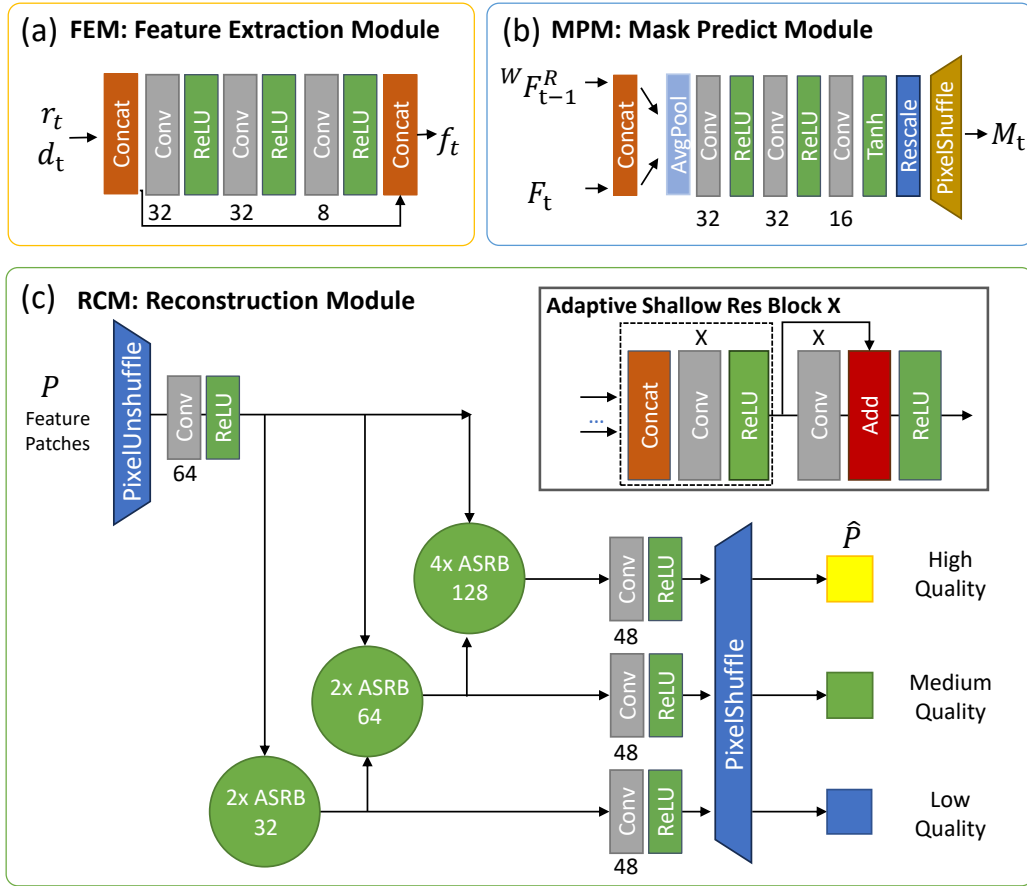 (a) FEM: Feature Extraction Module
r_t
d_t
Concat
Conv
ReLU
Conv
ReLU
Conv
ReLU
Concat
f_t
32
32
8
(b) MPM: Mask Predict Module
^W F^R_{t−1}
F_t
Concat
AvgPool
Conv
ReLU
Conv
ReLU
Conv
Tanh
Rescale
PixelShuffle
M_t
32
32
16
(c) RCM: Reconstruction Module
P
Feature
Patches
PixelUnshuffle
Conv
ReLU
64
Adaptive Shallow Res Block X
X
X
...
Concat
Conv
ReLU
Conv
Add
ReLU
4x ASRB
128
Conv
ReLU
48
P̂
High
Quality
2x ASRB
64
Conv
ReLU
48
PixelShuffle
Medium
Quality
2x ASRB
32
Conv
ReLU
48
Low
Quality